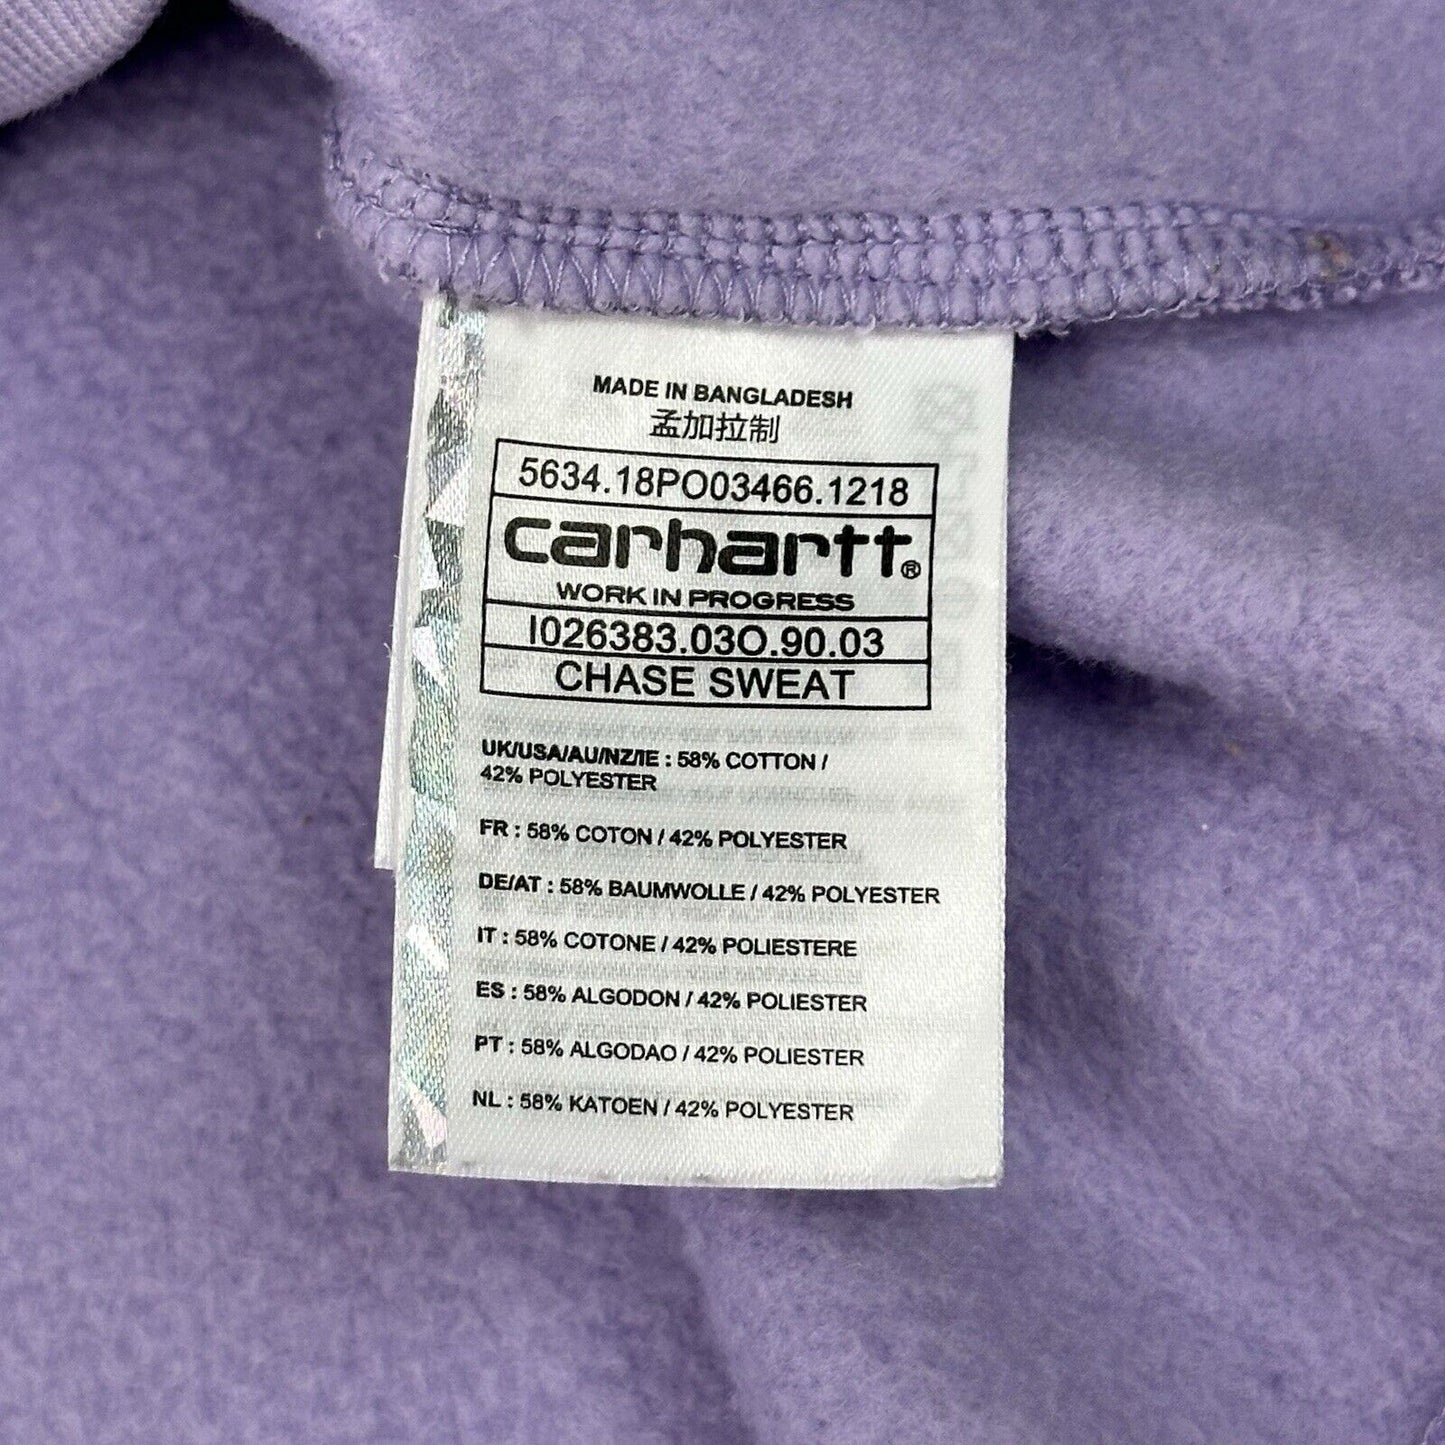 MADE IN BANGLADESH
孟加拉制
5634.18PO03466.1218
carhartt®
WORK IN PROGRESS
I026383.03O.90.03
CHASE SWEAT
UK/USA/AU/NZ/IE : 58% COTTON /
42% POLYESTER
FR : 58% COTON / 42% POLYESTER
DE/AT : 58% BAUMWOLLE / 42% POLYESTER
IT : 58% COTONE / 42% POLIESTERE
ES : 58% ALGODON / 42% POLIESTER
PT : 58% ALGODAO / 42% POLIESTER
NL : 58% KATOEN / 42% POLYESTER